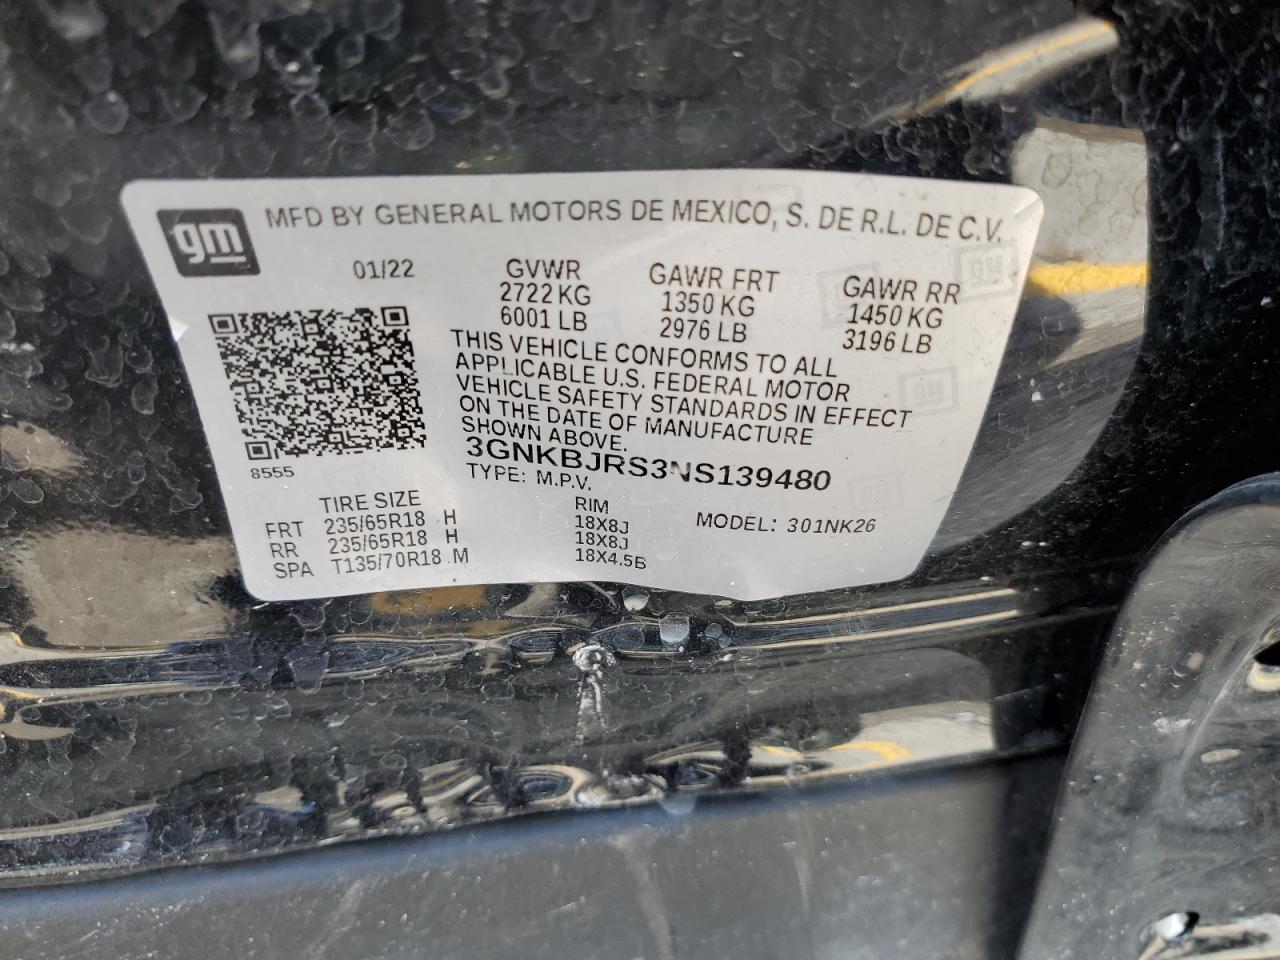 gm
MFD BY GENERAL MOTORS DE MEXICO, S. DE R.L. DE C.V.
01/22
GVWR
2722 KG
6001 LB
GAWR FRT
1350 KG
2976 LB
GAWR RR
1450 KG
3196 LB
THIS VEHICLE CONFORMS TO ALL
APPLICABLE U.S. FEDERAL MOTOR
VEHICLE SAFETY STANDARDS IN EFFECT
ON THE DATE OF MANUFACTURE
SHOWN ABOVE.
3GNKBJRS3NS139480
TYPE: M.P.V.
8555
TIRE SIZE RIM
FRT 235/65R18 H 18X8J
RR 235/65R18 H 18X8J
SPA T135/70R18 M 18X4.5B
MODEL: 301NK26